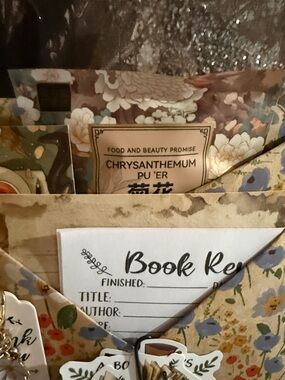 FOOD AND BEAUTY PROMISE
CHRYSANTHEMUM
PU 'ER
菊花
Book Re
FINISHED:
TITLE:
AUTHOR: